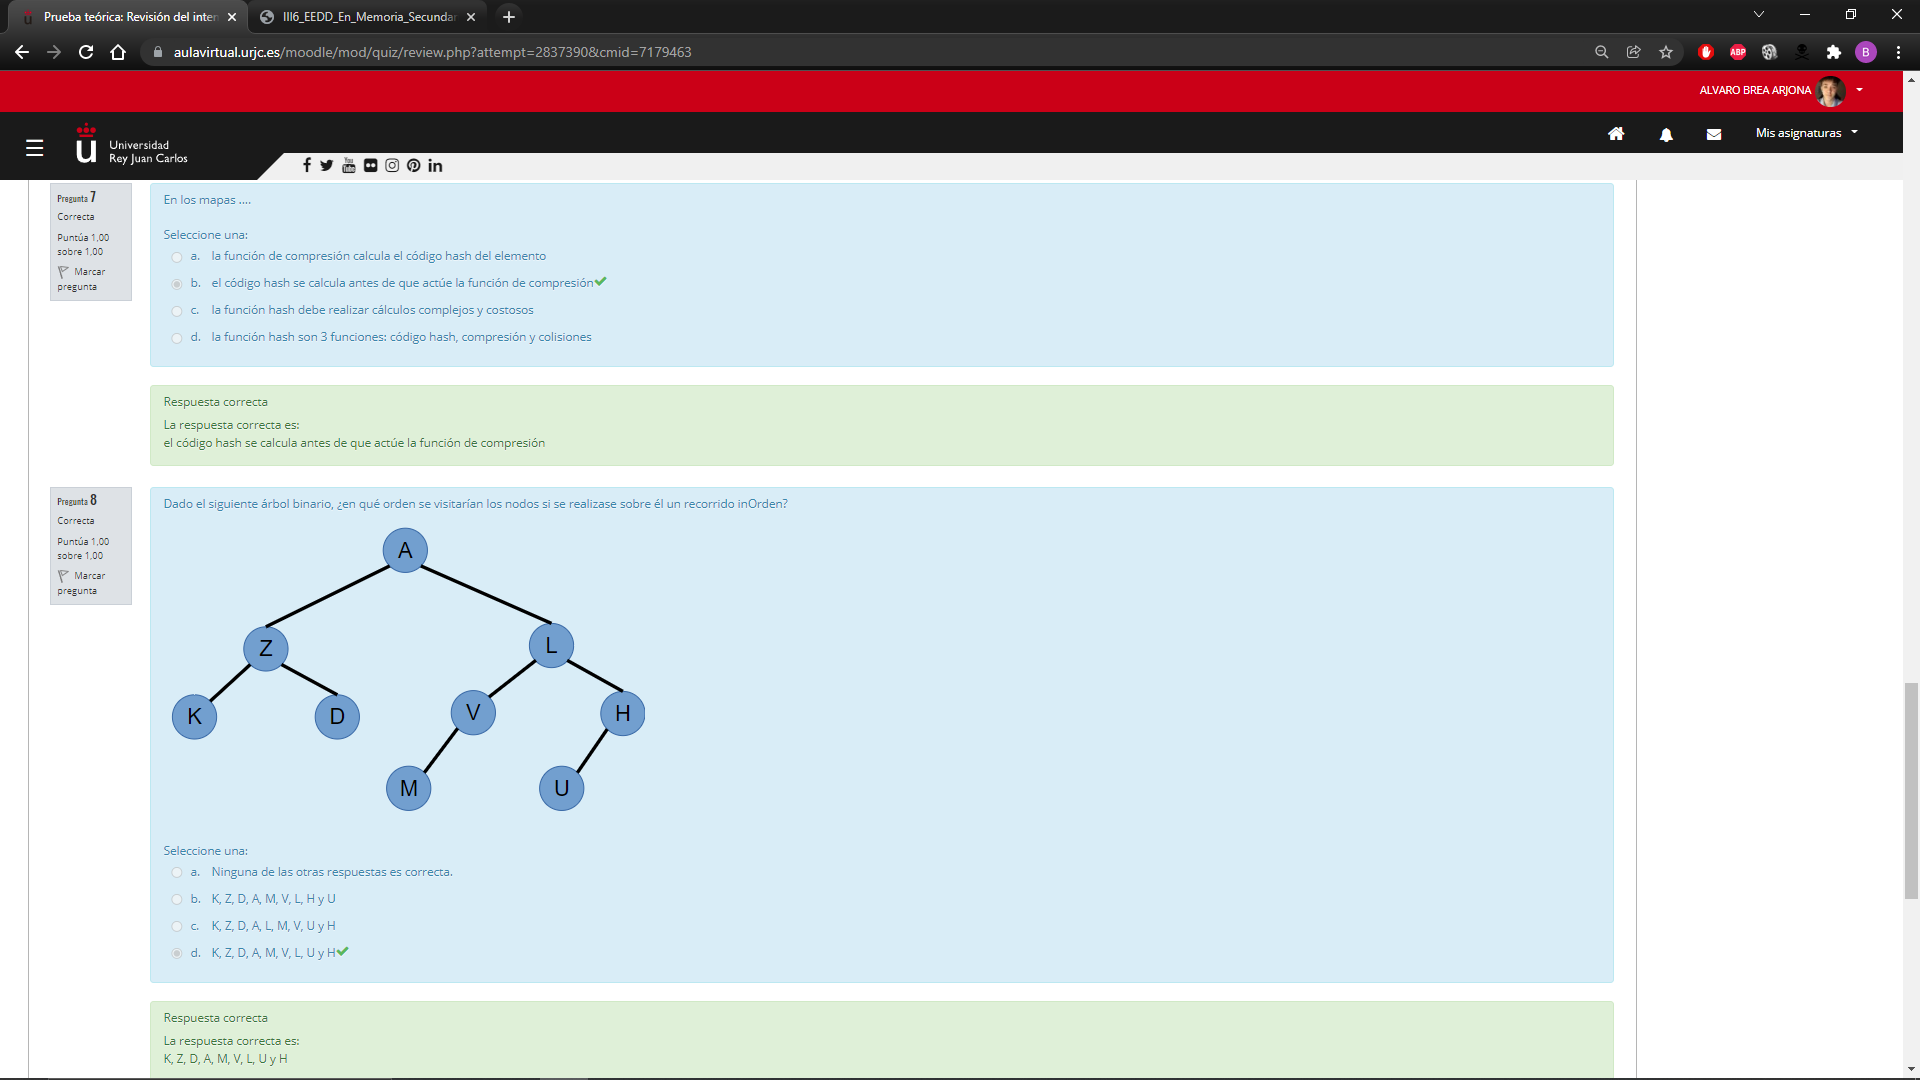 Prueba teórica: Revisión del inter
III6_EEDD_En_Memoria_Secundar
aulavirtual.urjc.es/moodle/mod/quiz/review.php?attempt=2837390&cmid=7179463
ABP
B
ALVARO BREA ARJONA
Universidad
Rey Juan Carlos
Mis asignaturas
Pregunta 7
Correcta
Puntúa 1,00
sobre 1,00
Marcar
pregunta
En los mapas ....
Seleccione una:
a. la función de compresión calcula el código hash del elemento
b. el código hash se calcula antes de que actúe la función de compresión
c. la función hash debe realizar cálculos complejos y costosos
d. la función hash son 3 funciones: código hash, compresión y colisiones
Respuesta correcta
La respuesta correcta es:
el código hash se calcula antes de que actúe la función de compresión
Pregunta 8
Correcta
Puntúa 1,00
sobre 1,00
Marcar
pregunta
Dado el siguiente árbol binario, ¿en qué orden se visitarían los nodos si se realizase sobre él un recorrido inOrden?
A
Z L
K D V H
M U
Seleccione una:
a. Ninguna de las otras respuestas es correcta.
b. K, Z, D, A, M, V, L, H y U
c. K, Z, D, A, L, M, V, U y H
d. K, Z, D, A, M, V, L, U y H
Respuesta correcta
La respuesta correcta es:
K, Z, D, A, M, V, L, U y H